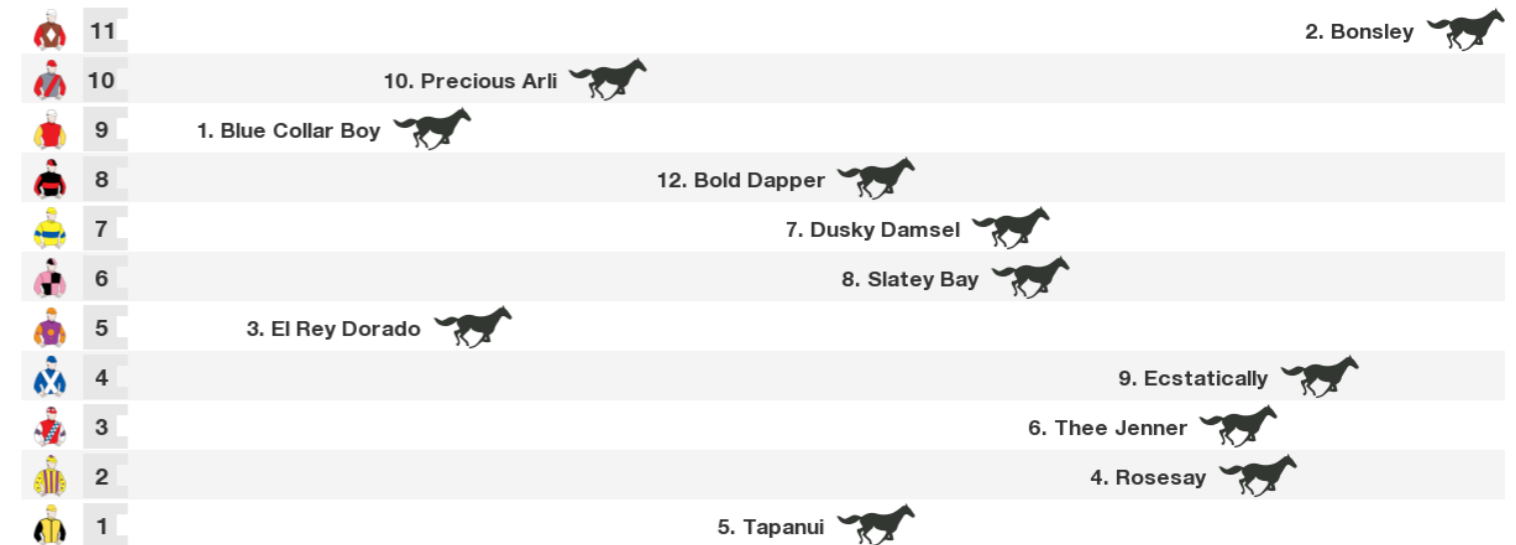 11 2. Bonsley
10 10. Precious Arli
9 1. Blue Collar Boy
8 12. Bold Dapper
7 7. Dusky Damsel
6 8. Slatey Bay
5 3. El Rey Dorado
4 9. Ecstatically
3 6. Thee Jenner
2 4. Rosesay
1 5. Tapanui